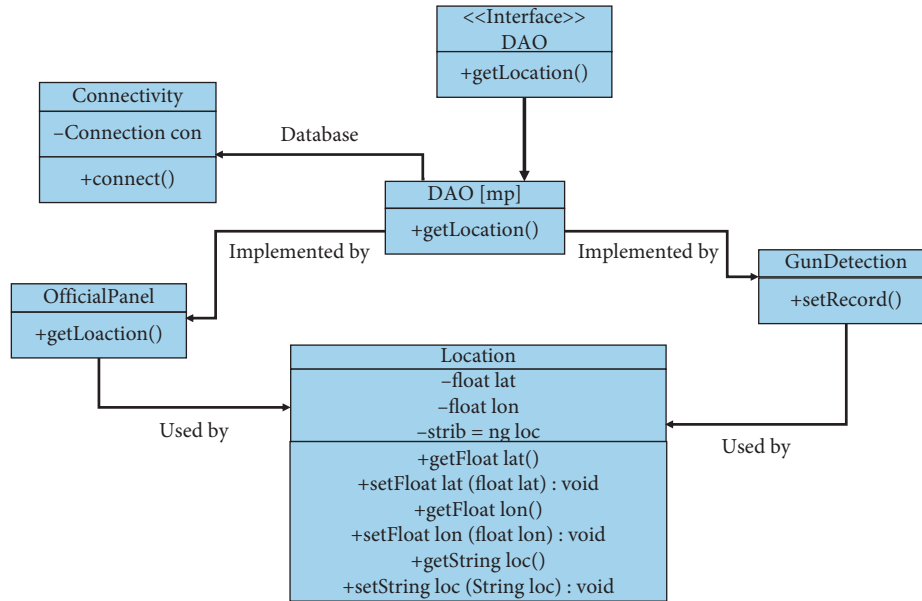 <<Interface>>
DAO
+getLocation()
Connectivity
–Connection con
+connect()
Database
DAO [mp]
+getLocation()
Implemented by
Implemented by
OfficialPanel
+getLoaction()
GunDetection
+setRecord()
Location
–float lat
–float lon
–strib = ng loc
+getFloat lat()
+setFloat lat (float lat) : void
+getFloat lon()
+setFloat lon (float lon) : void
+getString loc()
+setString loc (String loc) : void
Used by
Used by